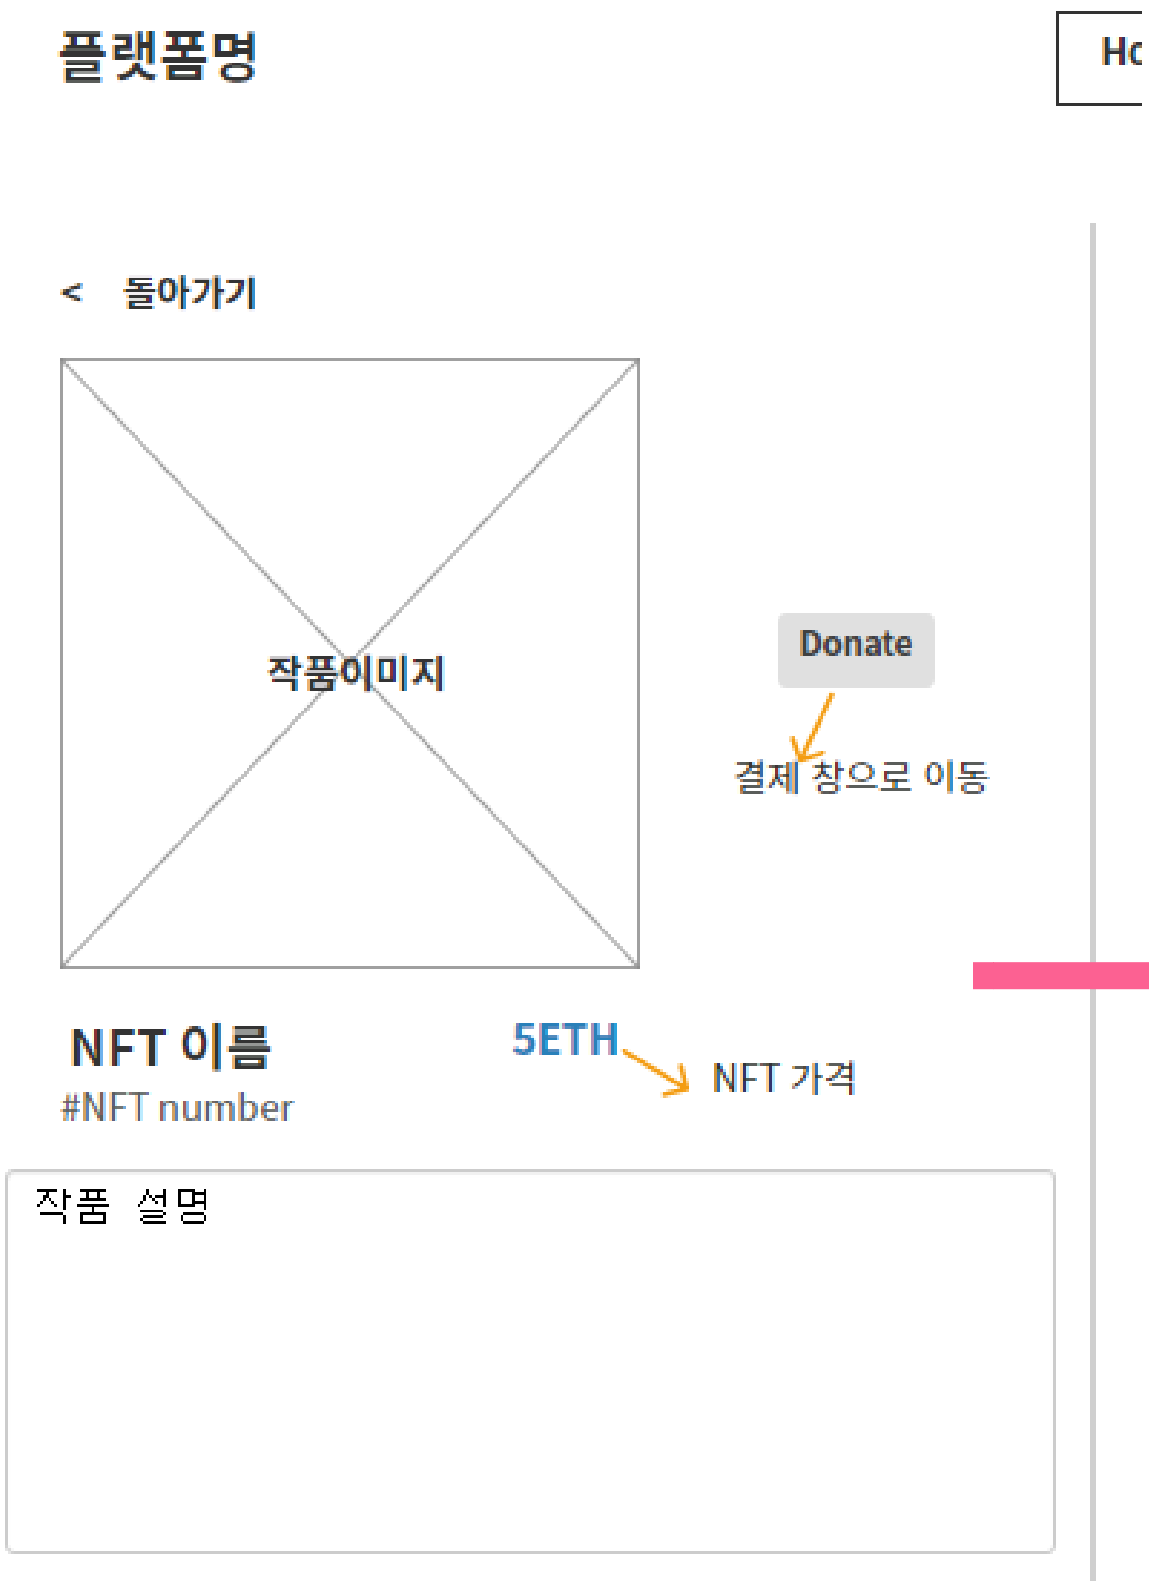 플랫폼명
< 돌아가기
작품이미지
Donate
결제 창으로 이동
NFT 이름
5ETH
NFT 가격
#NFT number
작품 설명